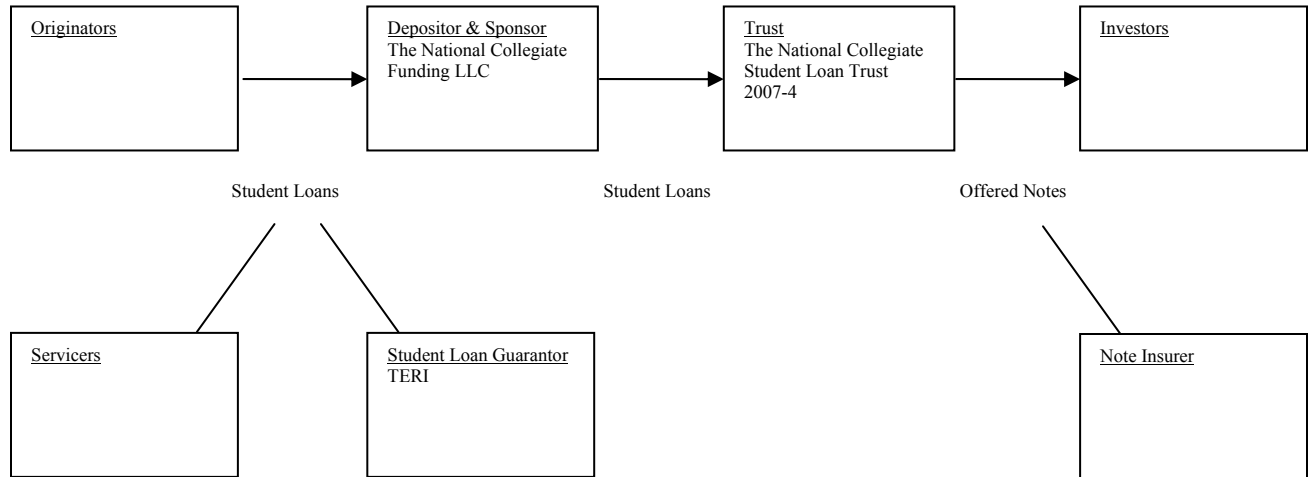 Originators
Depositor & Sponsor
The National Collegiate
Funding LLC
Trust
The National Collegiate
Student Loan Trust
2007-4
Investors
Student Loans
Student Loans
Offered Notes
Servicers
Student Loan Guarantor
TERI
Note Insurer